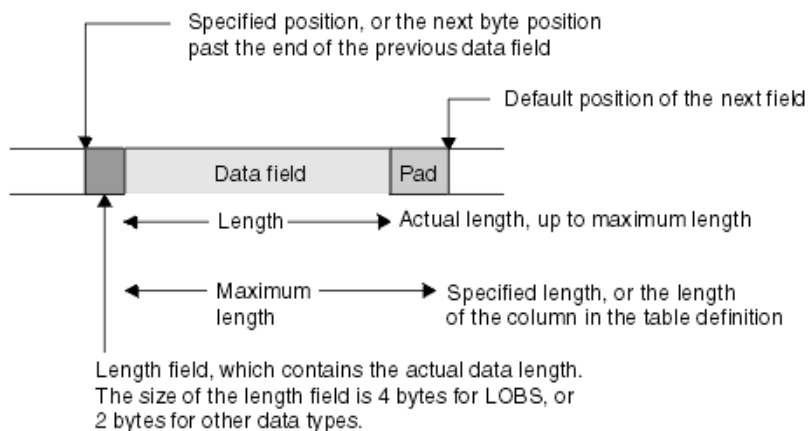 Specified position, or the next byte position
past the end of the previous data field
Default position of the next field
Data field
Pad
Length
Actual length, up to maximum length
Maximum
length
Specified length, or the length
of the column in the table definition
Length field, which contains the actual data length.
The size of the length field is 4 bytes for LOBS, or
2 bytes for other data types.